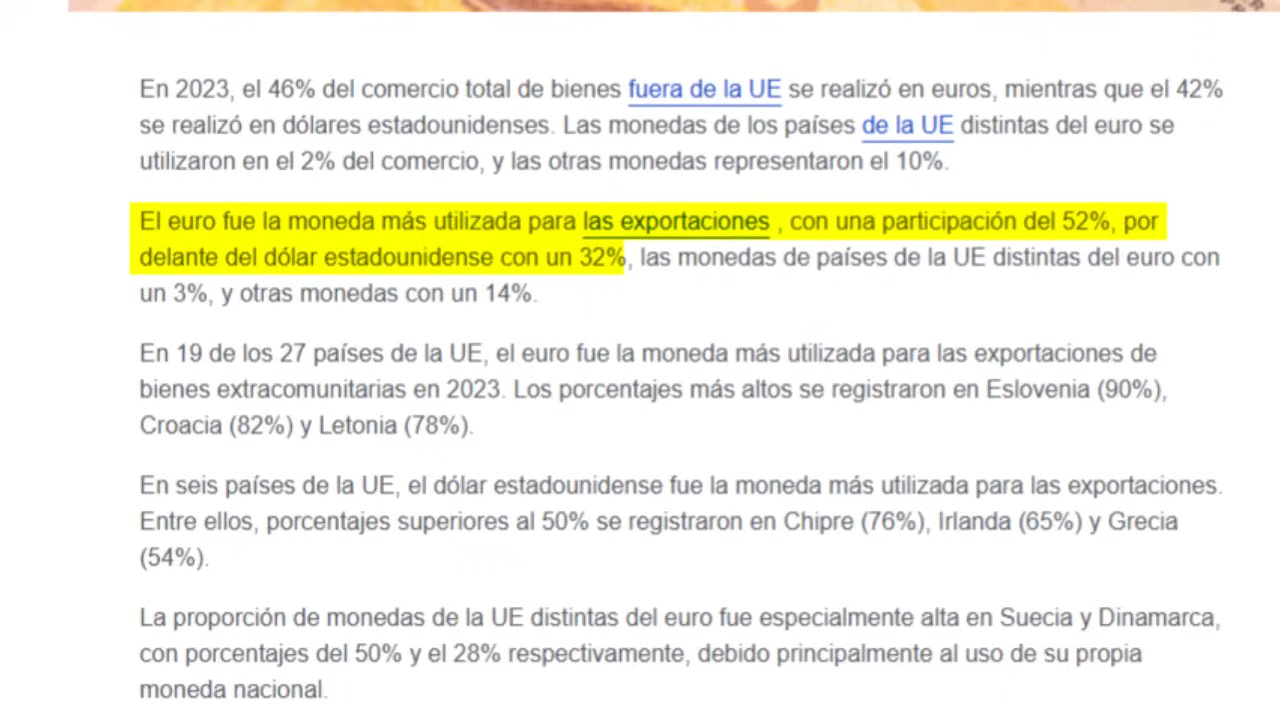 En 2023, el 46% del comercio total de bienes fuera de la UE se realizó en euros, mientras que el 42%
se realizó en dólares estadounidenses. Las monedas de los países de la UE distintas del euro se
utilizaron en el 2% del comercio, y las otras monedas representaron el 10%.
El euro fue la moneda más utilizada para las exportaciones , con una participación del 52%, por
delante del dólar estadounidense con un 32%, las monedas de países de la UE distintas del euro con
un 3%, y otras monedas con un 14%.
En 19 de los 27 países de la UE, el euro fue la moneda más utilizada para las exportaciones de
bienes extracomunitarias en 2023. Los porcentajes más altos se registraron en Eslovenia (90%),
Croacia (82%) y Letonia (78%).
En seis países de la UE, el dólar estadounidense fue la moneda más utilizada para las exportaciones.
Entre ellos, porcentajes superiores al 50% se registraron en Chipre (76%), Irlanda (65%) y Grecia
(54%).
La proporción de monedas de la UE distintas del euro fue especialmente alta en Suecia y Dinamarca,
con porcentajes del 50% y el 28% respectivamente, debido principalmente al uso de su propia
moneda nacional.